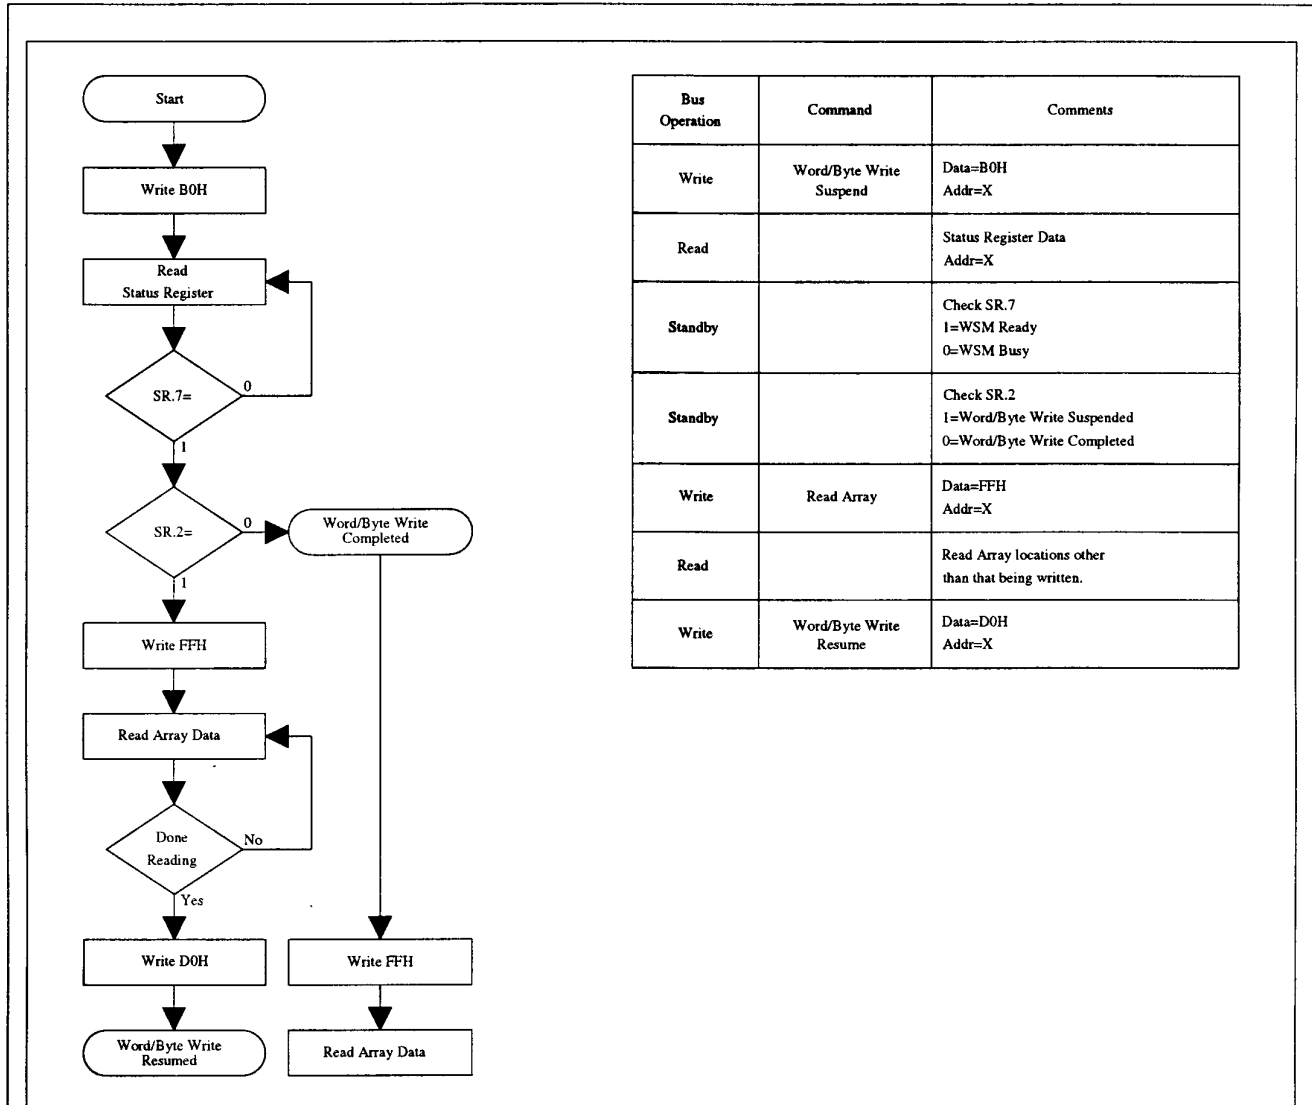 Start
Write B0H
Read
Status Register
SR.7=
0
1
SR.2=
0
Word/Byte Write
Completed
1
Write FFH
Read Array Data
Done
Reading
No
Yes
Write D0H
Write FFH
Word/Byte Write
Resumed
Read Array Data
Bus
Operation
Command
Comments
Write
Word/Byte Write
Suspend
Data=B0H
Addr=X
Read
Status Register Data
Addr=X
Standby
Check SR.7
1=WSM Ready
0=WSM Busy
Standby
Check SR.2
1=Word/Byte Write Suspended
0=Word/Byte Write Completed
Write
Read Array
Data=FFH
Addr=X
Read
Read Array locations other
than that being written.
Write
Word/Byte Write
Resume
Data=D0H
Addr=X